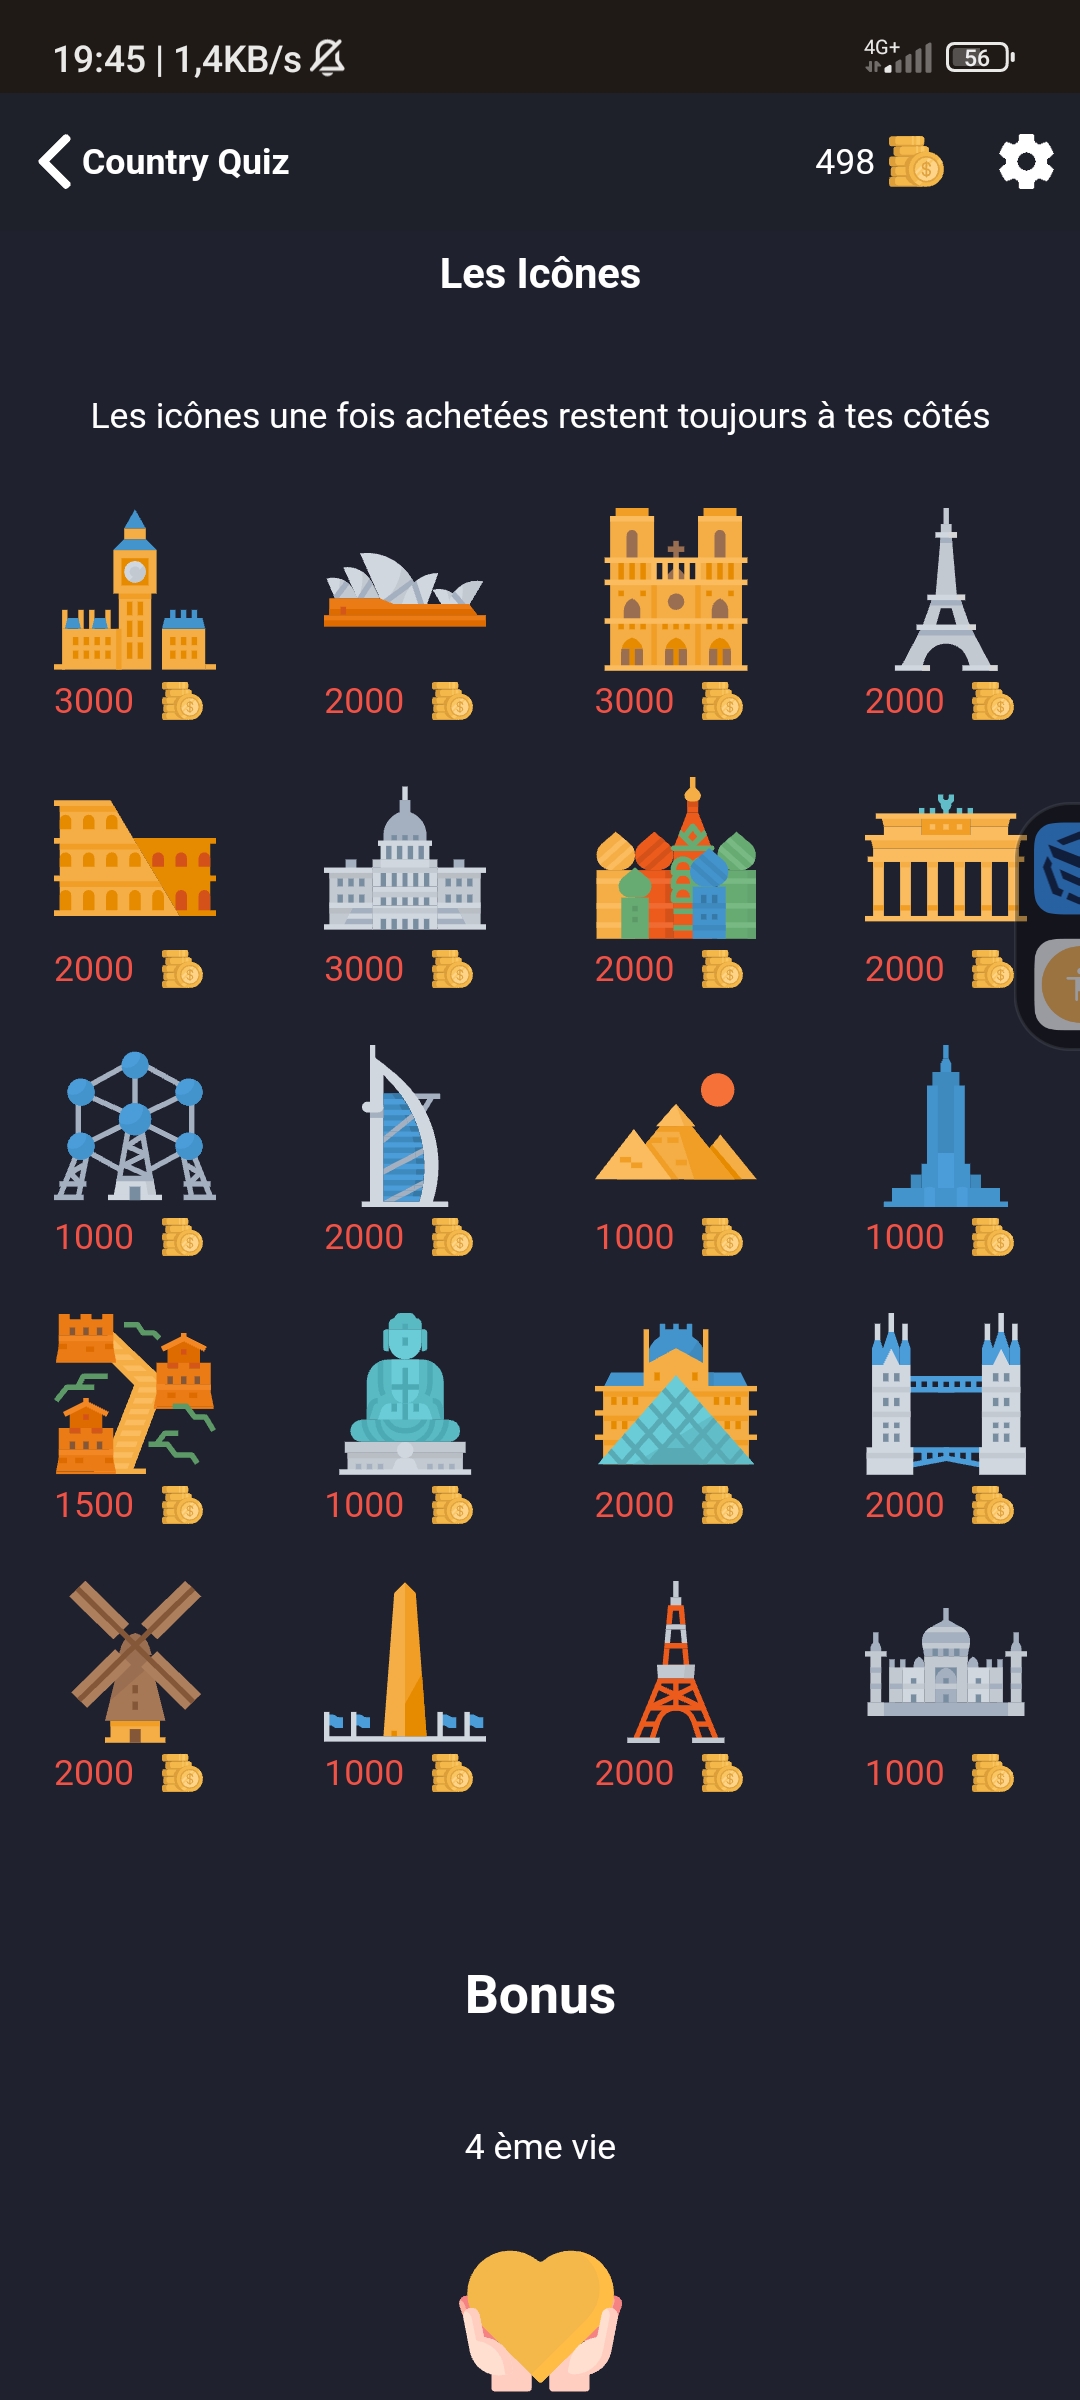 19:45 | 1,4KB/s
4G+
56
Country Quiz
498
Les Icônes
Les icônes une fois achetées restent toujours à tes côtés
3000 2000 3000 2000
2000 3000 2000 2000
1000 2000 1000 1000
1500 1000 2000 2000
2000 1000 2000 1000
Bonus
4 ème vie